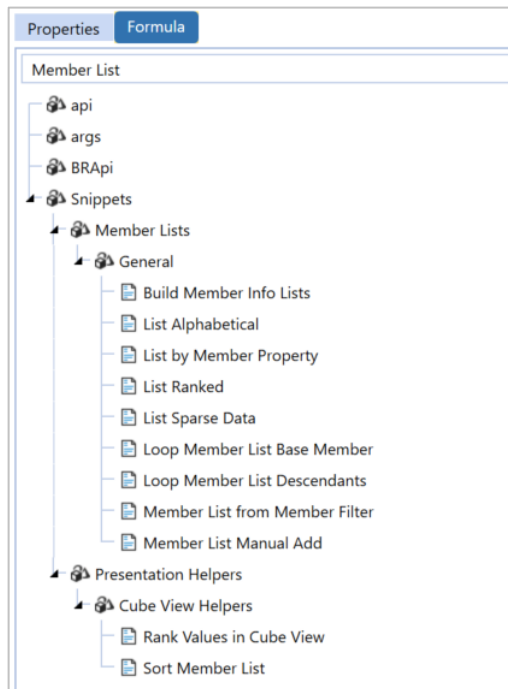 Properties Formula
Member List
api
args
BRApi
Snippets
Member Lists
General
Build Member Info Lists
List Alphabetical
List by Member Property
List Ranked
List Sparse Data
Loop Member List Base Member
Loop Member List Descendants
Member List from Member Filter
Member List Manual Add
Presentation Helpers
Cube View Helpers
Rank Values in Cube View
Sort Member List